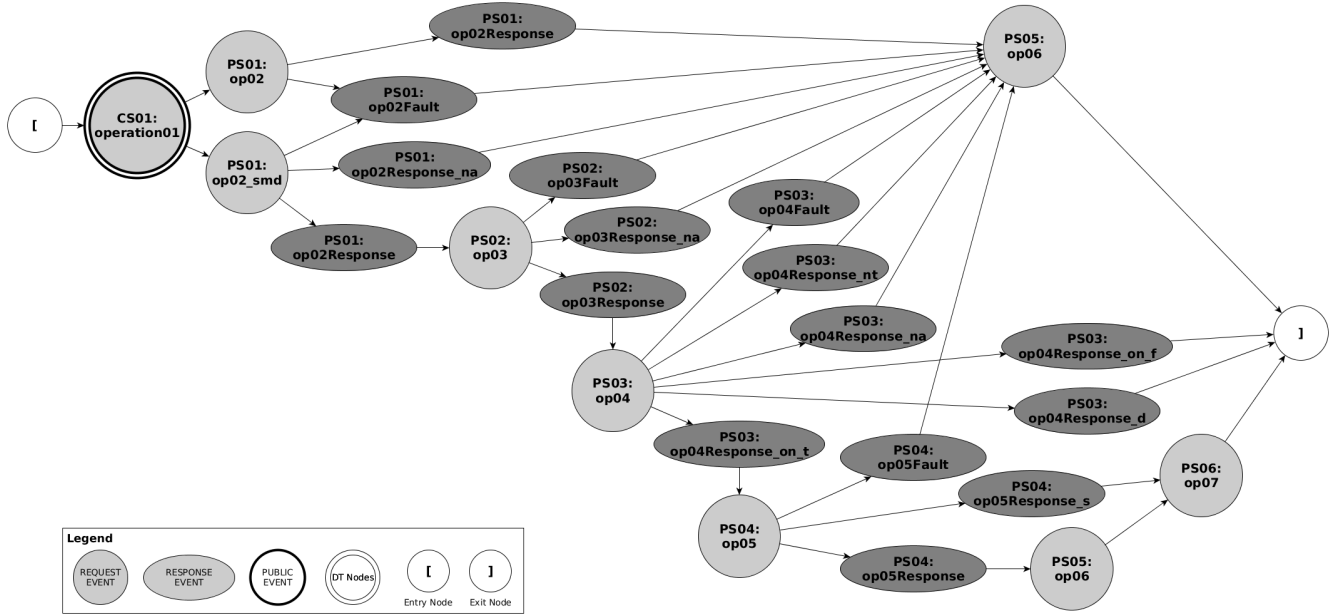 PS01:
op02Response
PS05:
op06
PS01:
op02
PS01:
op02Fault
[
CS01:
operation01
PS01:
op02_smd
PS01:
op02Response_na
PS02:
op03Fault
PS03:
op04Fault
PS02:
op03Response_na
PS01:
op02Response
PS02:
op03
PS03:
op04Response_nt
PS02:
op03Response
PS03:
op04Response_na
PS03:
op04Response_on_f
]
PS03:
op04
PS03:
op04Response_d
PS03:
op04Response_on_t
PS04:
op05Fault
PS06:
op07
PS04:
op05Response_s
PS04:
op05
PS04:
op05Response
PS05:
op06
Legend
REQUEST
EVENT
RESPONSE
EVENT
PUBLIC
EVENT
DT Nodes
[
Entry Node
]
Exit Node